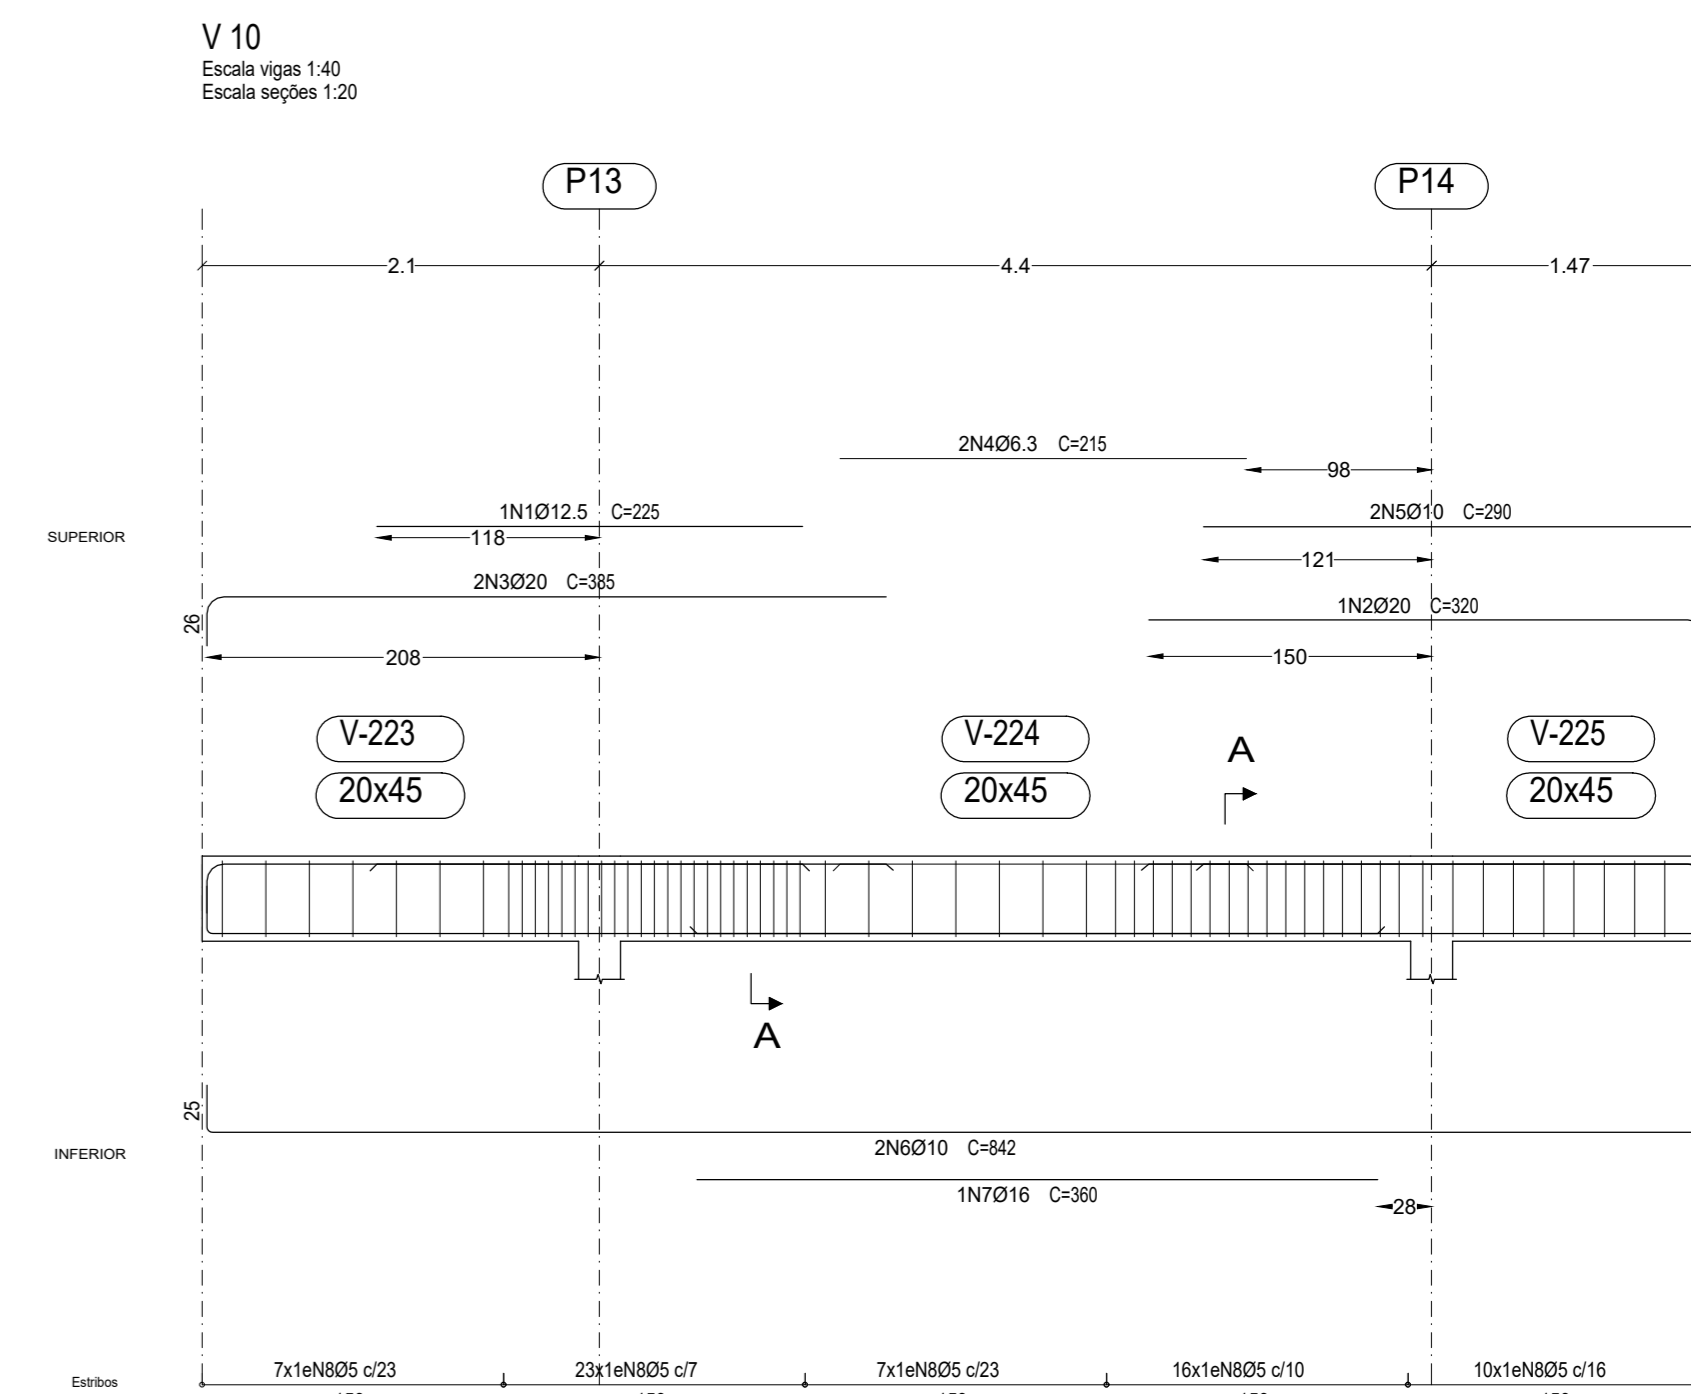 V 10
Escala vigas 1:40
Escala seções 1:20
P13
P14
2.1
4.4
1.47
2N4Ø6.3 C=215
98
1N1Ø12.5 C=225
2N5Ø10 C=290
SUPERIOR
118
121
2N3Ø20 C=385
1N2Ø20 C=320
26
208
150
V-223
V-224
V-225
20x45
20x45
A
20x45
A
25
2N6Ø10 C=842
INFERIOR
1N7Ø16 C=360
28
Estribos
7x1eN8Ø5 c/23
23x1eN8Ø5 c/7
7x1eN8Ø5 c/23
16x1eN8Ø5 c/10
10x1eN8Ø5 c/16